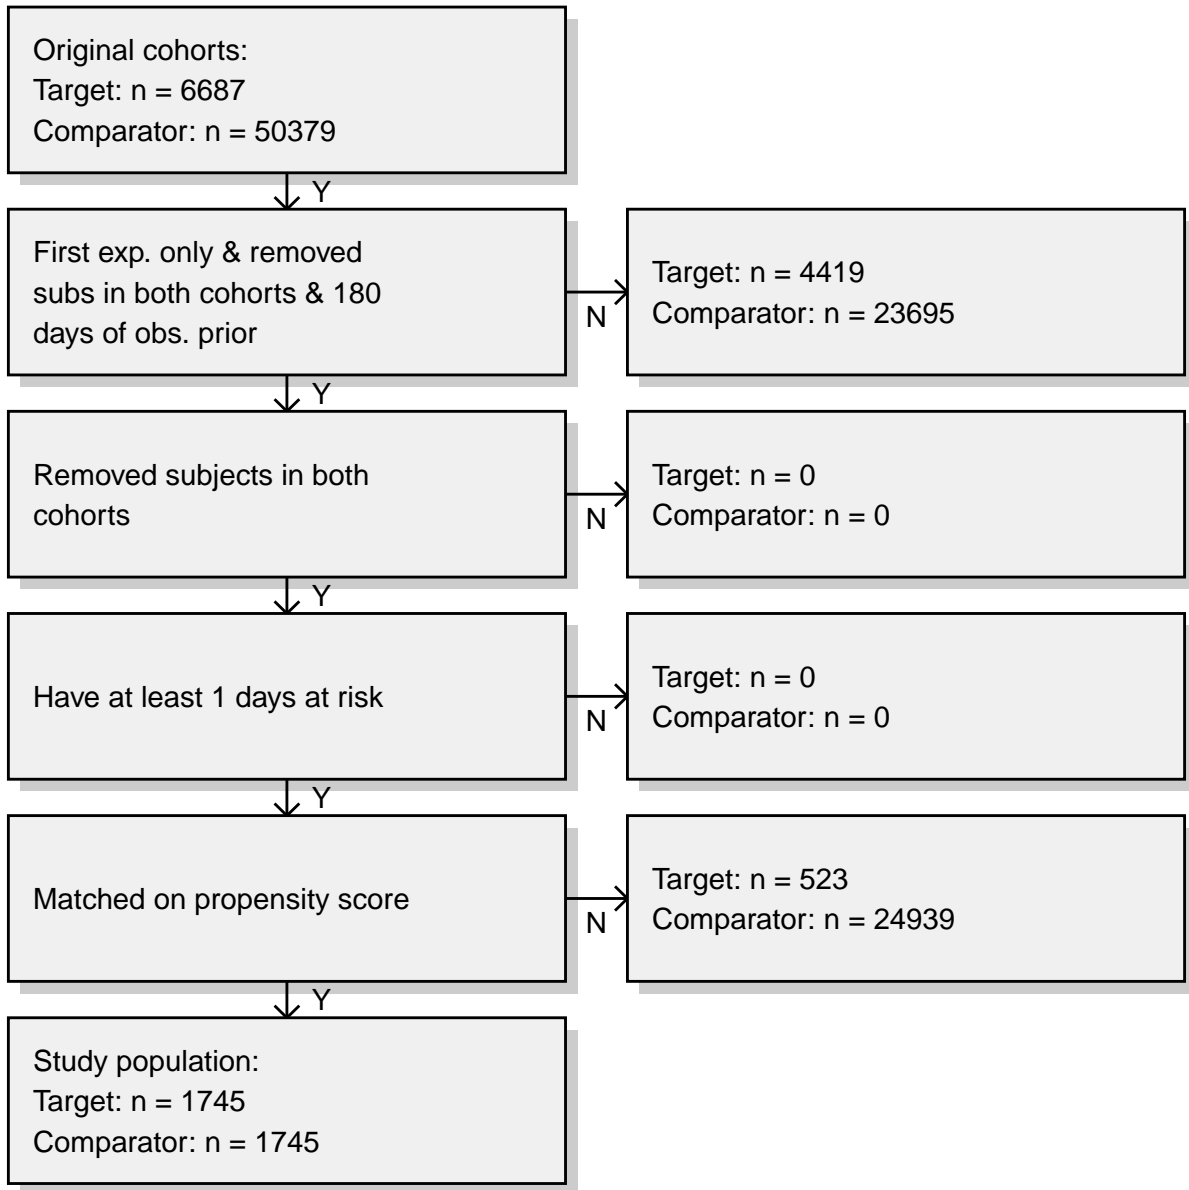 Original cohorts:
Target: n = 6687
Comparator: n = 50379
Y
First exp. only & removed
subs in both cohorts & 180
days of obs. prior
N
Target: n = 4419
Comparator: n = 23695
Y
Removed subjects in both
cohorts
N
Target: n = 0
Comparator: n = 0
Y
Have at least 1 days at risk
N
Target: n = 0
Comparator: n = 0
Y
Matched on propensity score
N
Target: n = 523
Comparator: n = 24939
Y
Study population:
Target: n = 1745
Comparator: n = 1745